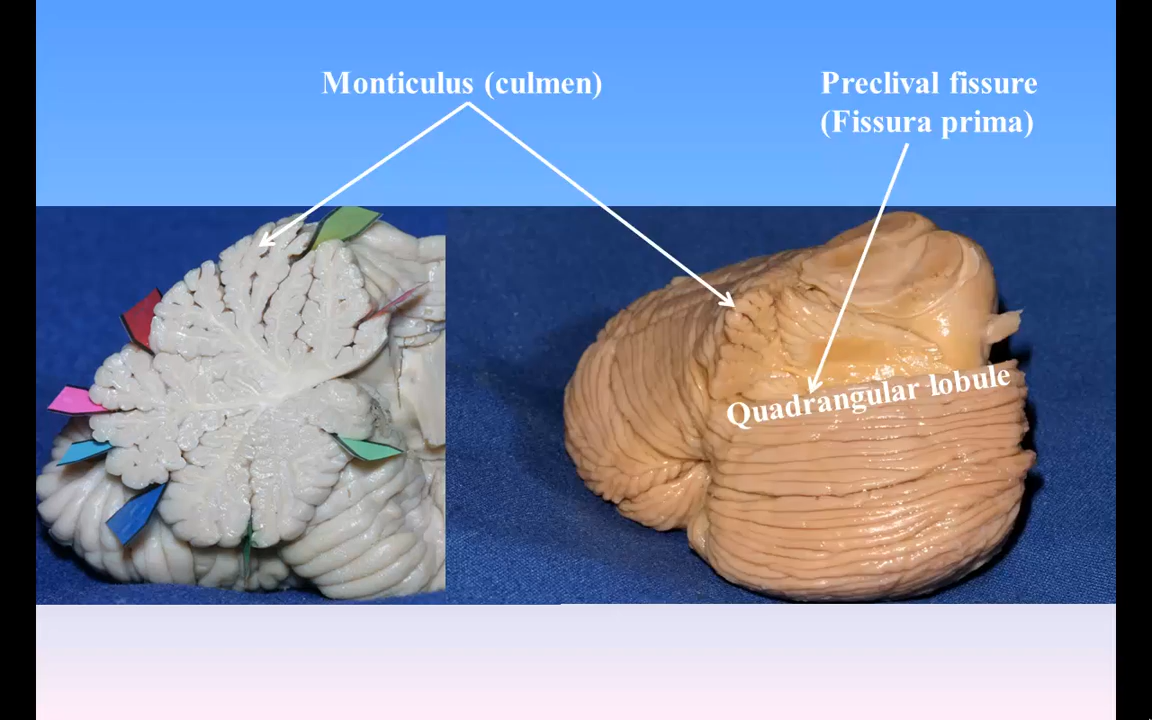 Monticulus (culmen)
Preclival fissure
(Fissura prima)
Quadrangular lobule